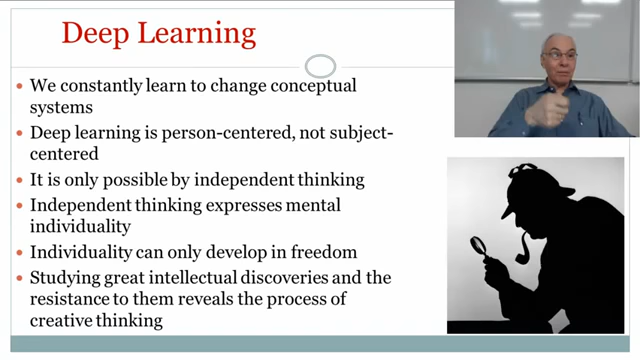 Deep Learning
• We constantly learn to change conceptual
systems
• Deep learning is person-centered, not subject-
centered
• It is only possible by independent thinking
• Independent thinking expresses mental
individuality
• Individuality can only develop in freedom
• Studying great intellectual discoveries and the
resistance to them reveals the process of
creative thinking